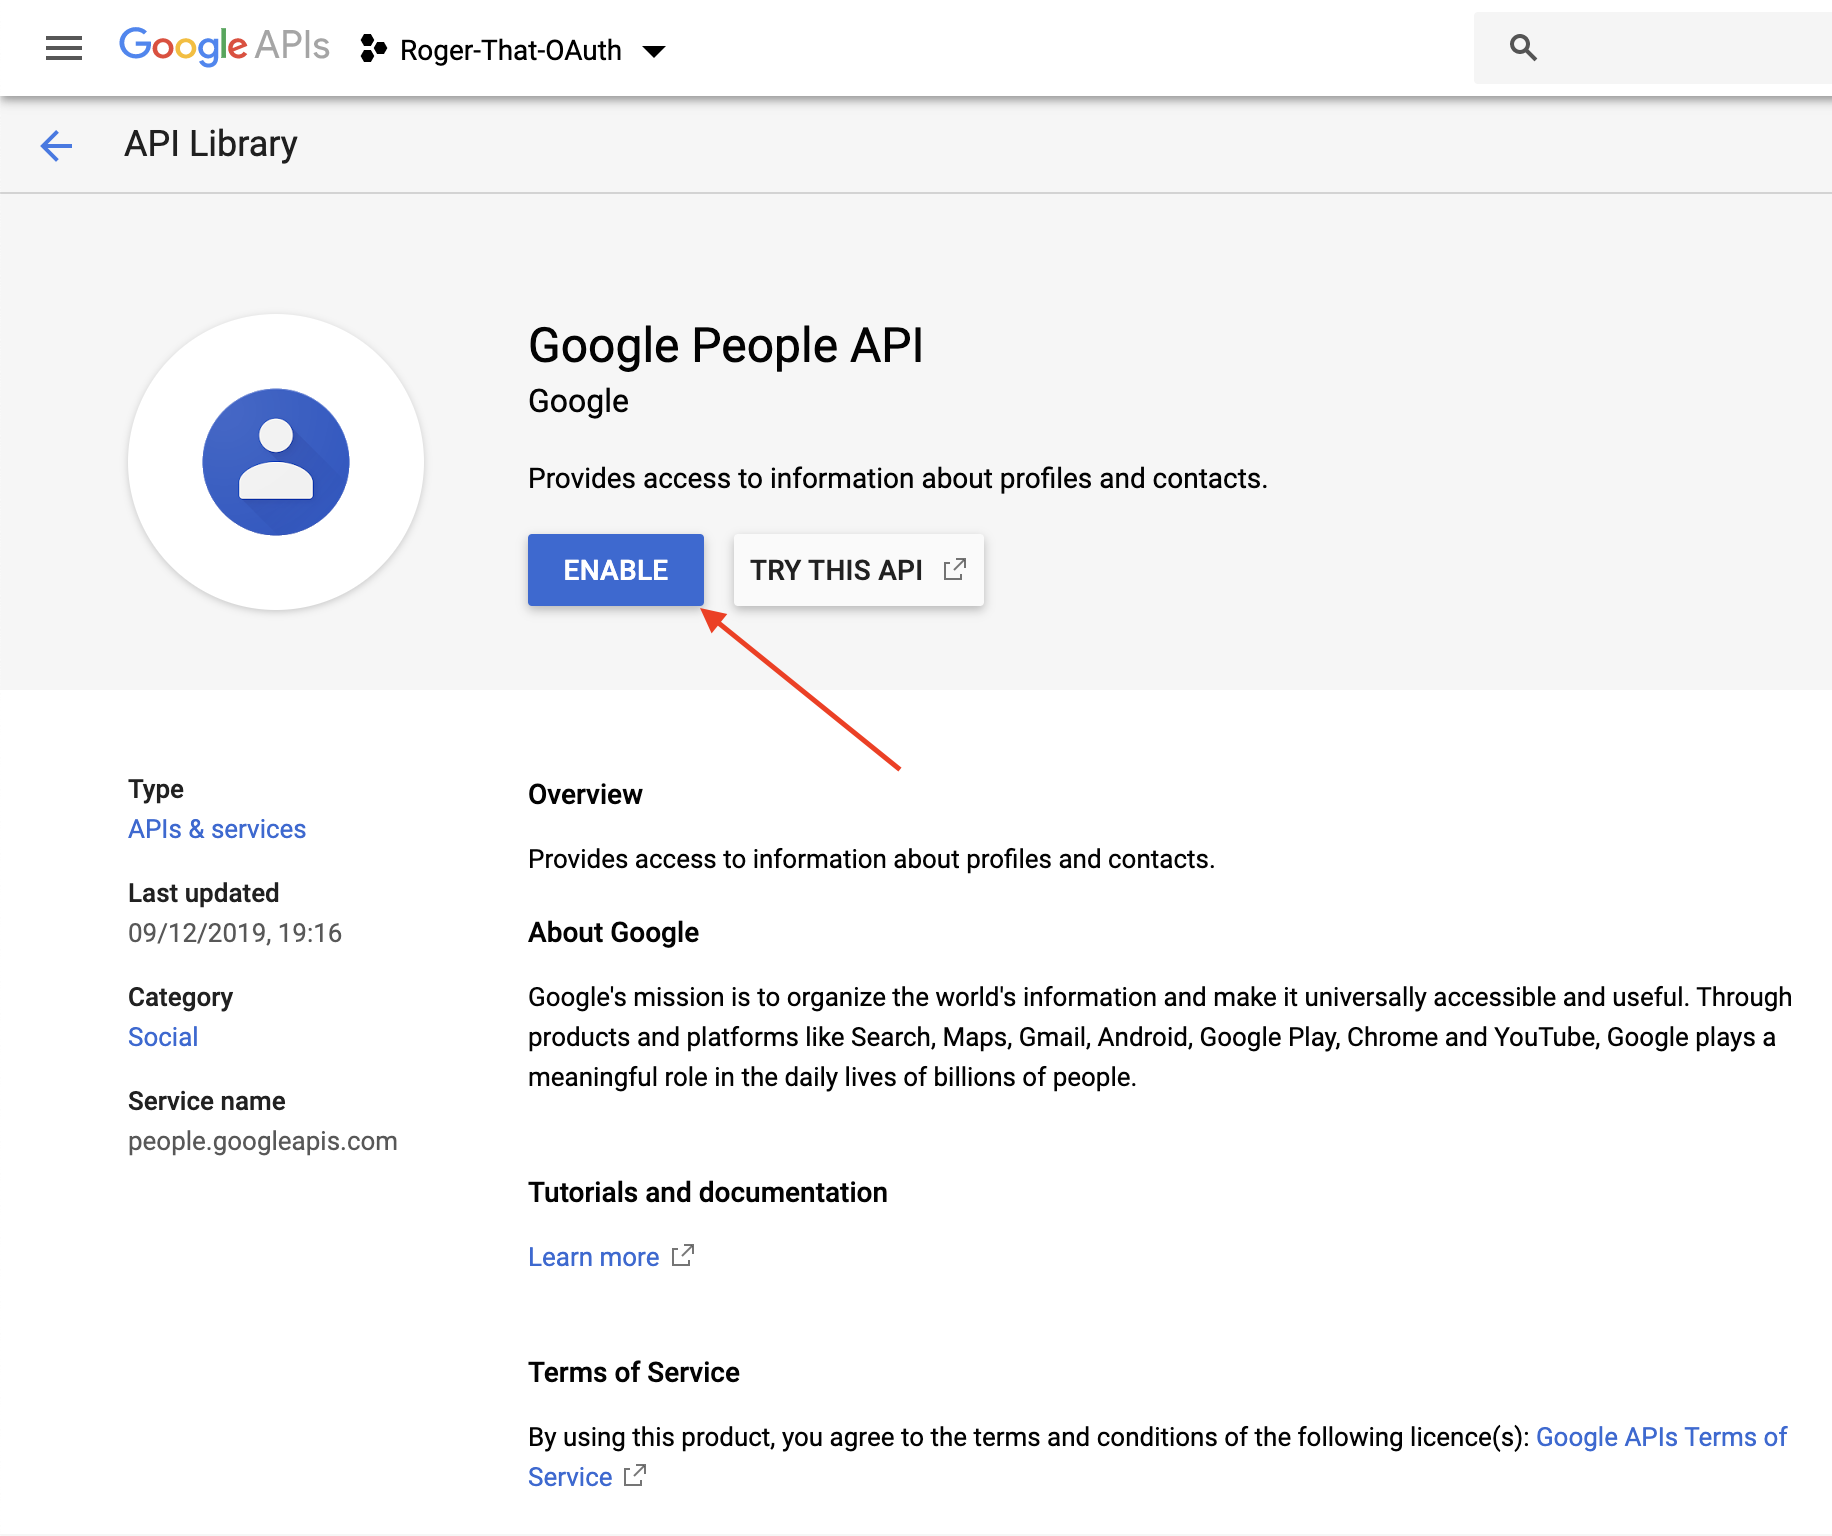 Google APIs Roger-That-OAuth
API Library
Google People API
Google
Provides access to information about profiles and contacts.
ENABLE TRY THIS API
Type
APIs & services
Last updated
09/12/2019, 19:16
Category
Social
Service name
people.googleapis.com
Overview
Provides access to information about profiles and contacts.
About Google
Google's mission is to organize the world's information and make it universally accessible and useful. Through
products and platforms like Search, Maps, Gmail, Android, Google Play, Chrome and YouTube, Google plays a
meaningful role in the daily lives of billions of people.
Tutorials and documentation
Learn more
Terms of Service
By using this product, you agree to the terms and conditions of the following licence(s): Google APIs Terms of
Service